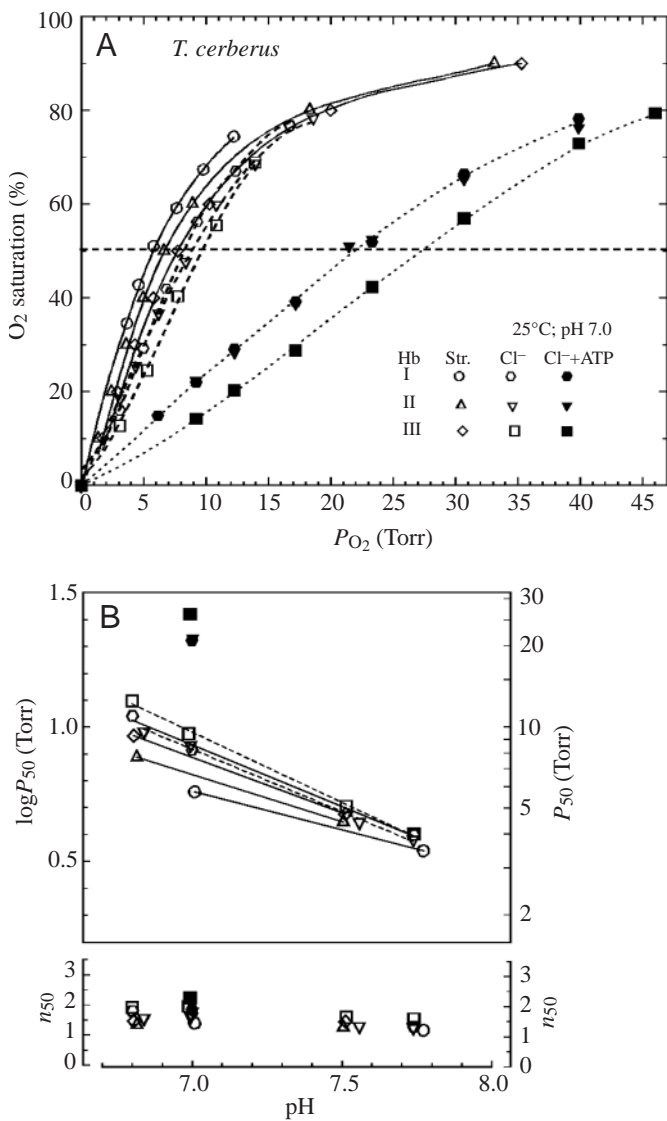 A T. cerberus
100
80
60
40
20
0
O₂ saturation (%)
25°C; pH 7.0
Hb Str. Cl⁻ Cl⁻+ATP
I
II
III
0 5 10 15 20 25 30 35 40 45
PO₂ (Torr)
B
1.5
1.0
0.5
logP₅₀ (Torr)
30
20
10
5
2
P₅₀ (Torr)
3
2
1
0
n₅₀
3
2
1
0
n₅₀
7.0 7.5 8.0
pH